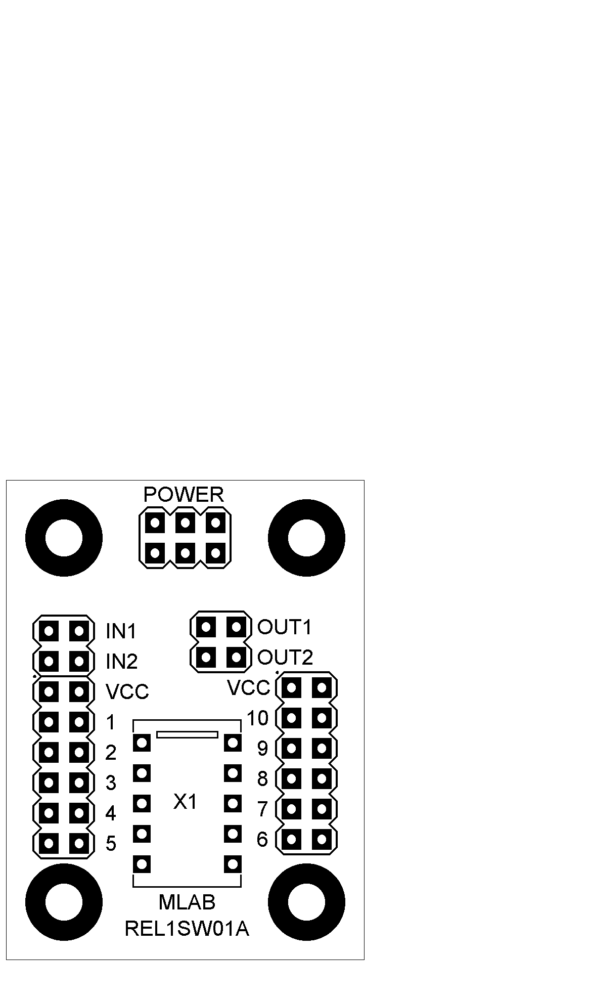 POWER
IN1
OUT1
IN2
OUT2
VCC
VCC
1
10
2
9
3
8
X1
4
7
5
6
MLAB
REL1SW01A